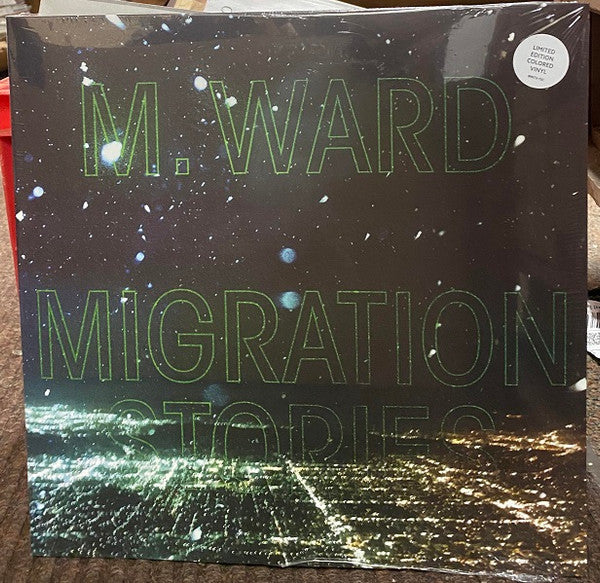 M. WARD
LIMITED
EDITION
COLORED
VINYL
MIGRATION
STORIES